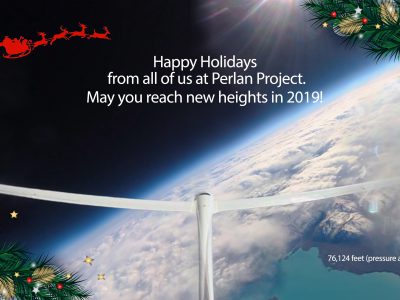 Happy Holidays
from all of us at Perlan Project.
May you reach new heights in 2019!
76,124 feet (pressure a